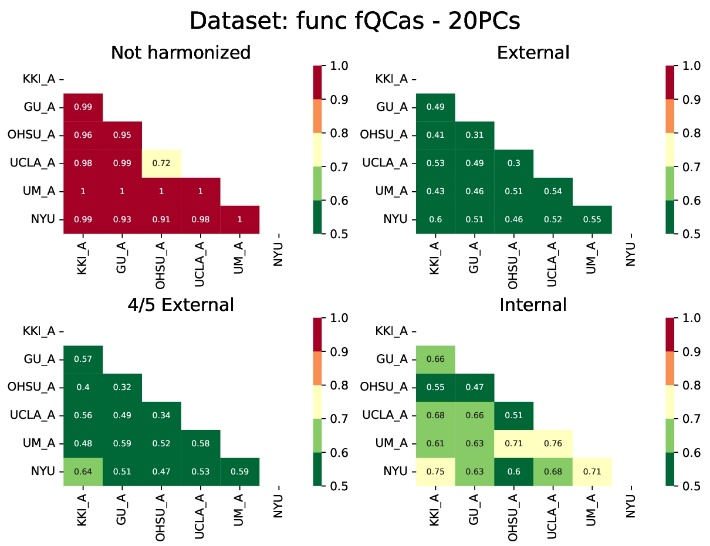 Dataset: func fQCas - 20PCs
Not harmonized
KKI_A
GU_A 0.99
OHSU_A 0.96 0.95
UCLA_A 0.98 0.99 0.72
UM_A 1 1 1 1
NYU 0.99 0.93 0.91 0.98 1
KKI_A GU_A OHSU_A UCLA_A UM_A NYU
1.0
0.9
0.8
0.7
0.6
0.5
External
KKI_A
GU_A 0.49
OHSU_A 0.41 0.31
UCLA_A 0.53 0.49 0.3
UM_A 0.43 0.46 0.51 0.54
NYU 0.6 0.51 0.46 0.52 0.55
KKI_A GU_A OHSU_A UCLA_A UM_A NYU
1.0
0.9
0.8
0.7
0.6
0.5
4/5 External
KKI_A
GU_A 0.57
OHSU_A 0.4 0.32
UCLA_A 0.56 0.49 0.34
UM_A 0.48 0.59 0.52 0.58
NYU 0.64 0.51 0.47 0.53 0.59
KKI_A GU_A OHSU_A UCLA_A UM_A NYU
1.0
0.9
0.8
0.7
0.6
0.5
Internal
KKI_A
GU_A 0.66
OHSU_A 0.55 0.47
UCLA_A 0.68 0.66 0.51
UM_A 0.61 0.63 0.71 0.76
NYU 0.75 0.63 0.6 0.68 0.71
KKI_A GU_A OHSU_A UCLA_A UM_A NYU
1.0
0.9
0.8
0.7
0.6
0.5